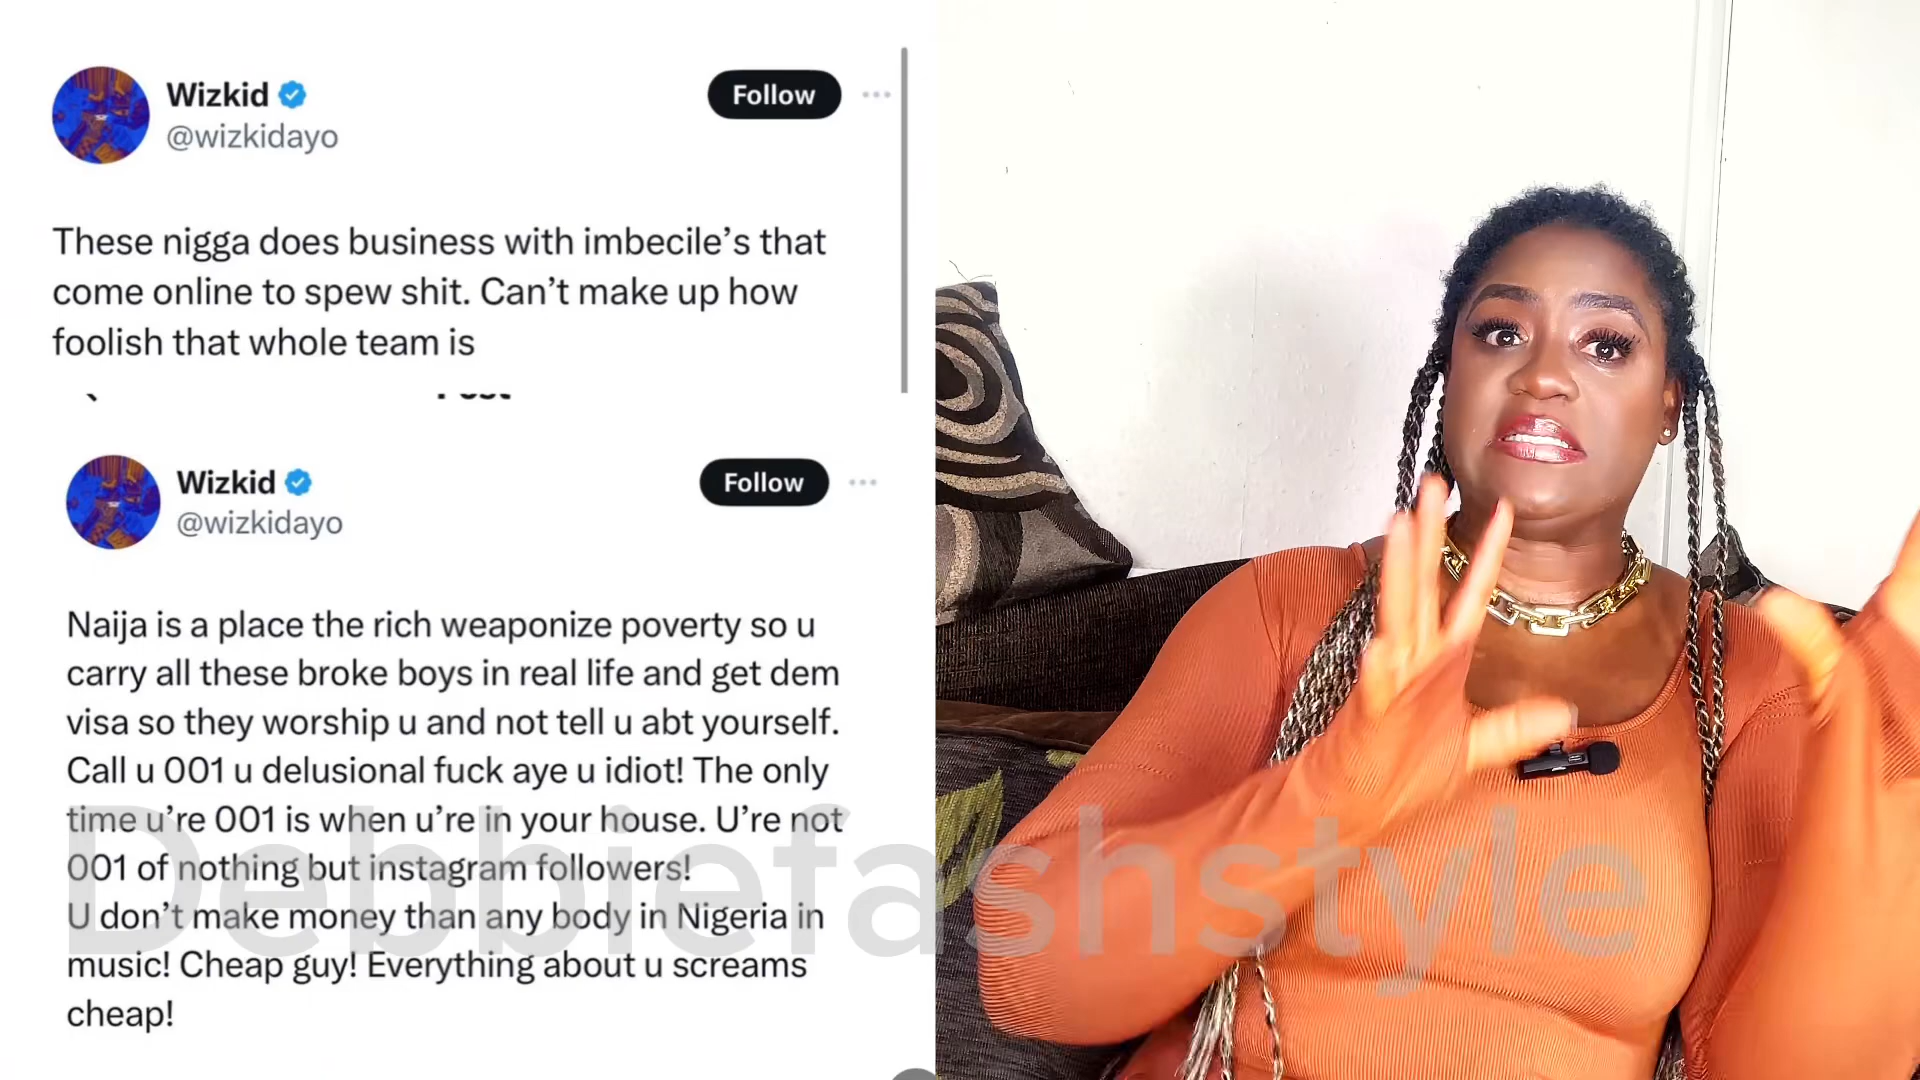 Wizkid
Follow
@wizkidayo
These nigga does business with imbecile’s that
come online to spew shit. Can’t make up how
foolish that whole team is
Post
Wizkid
Follow
@wizkidayo
Naija is a place the rich weaponize poverty so u
carry all these broke boys in real life and get dem
visa so they worship u and not tell u abt yourself.
Call u 001 u delusional fuck aye u idiot! The only
time u’re 001 is when u’re in your house. U’re not
001 of nothing but instagram followers!
U don’t make money than any body in Nigeria in
music! Cheap guy! Everything about u screams
cheap!
Debbiefashstyle